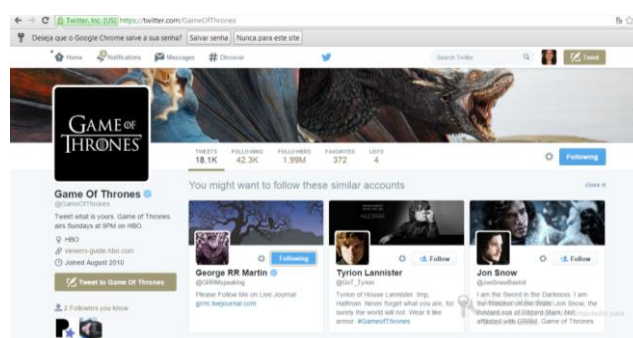 Twitter, Inc. [US] https://twitter.com/GameOfThrones
Deseja que o Google Chrome salve a sua senha? Salvar senha Nunca para este site
Home Notifications Messages # Discover Search Twitter Tweet
GAME OF
THRONES
TWEETS FOLLOWING FOLLOWERS FAVORITES LISTS
18.1K 42.3K 1.99M 372 4
Following
Game Of Thrones
@GameOfThrones
Tweet what is yours. Game of Thrones
airs Sundays at 9PM on HBO.
HBO
viewers-guide.hbo.com
Joined August 2010
Tweet to Game Of Thrones
2 Followers you know
You might want to follow these similar accounts close x
Following
George RR Martin
@GRRMspeaking
Please Follow Me on Live Journal
grrm.livejournal.com
Follow
Tyrion Lannister
@GoT_Tyrion
Tyrion of House Lannister. Imp.
Halfman. Never forget what you are, for
surely the world will not. Wear it like
armor. #GameofThrones
Follow
Jon Snow
@JonSnowBastrd
I am the Sword in the Darkness. I am
the Watcher on the Walls. Jon Snow, the
Bastard son of Eddard Stark. Not
affiliated with GRRM, Game of Thrones